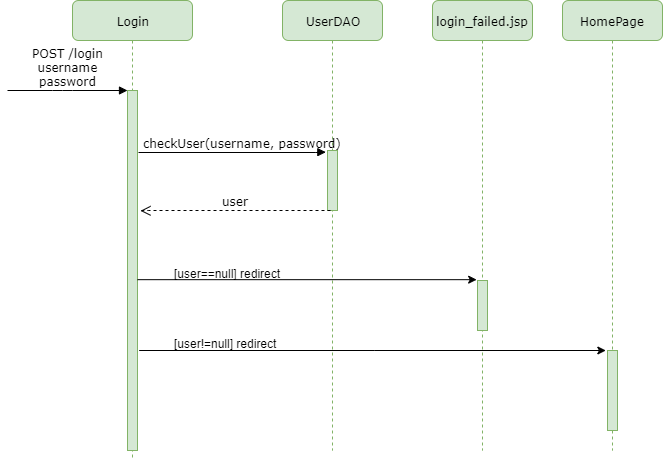 Login
UserDAO
login_failed.jsp
HomePage
POST /login
username
password
checkUser(username, password)
user
[user==null] redirect
[user!=null] redirect